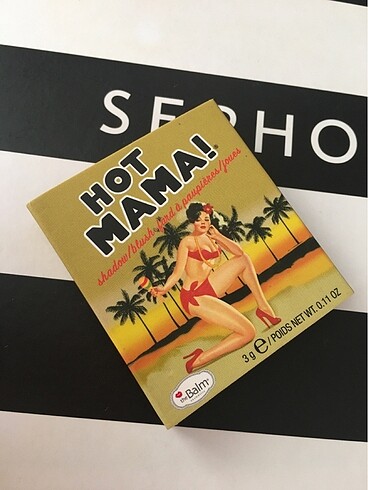 SEPHO
HOT
MAMA!®
shadow/blush·fard à paupières/joues
3 g ℮ / POIDS NET WT. 0.11 OZ
theBalm®